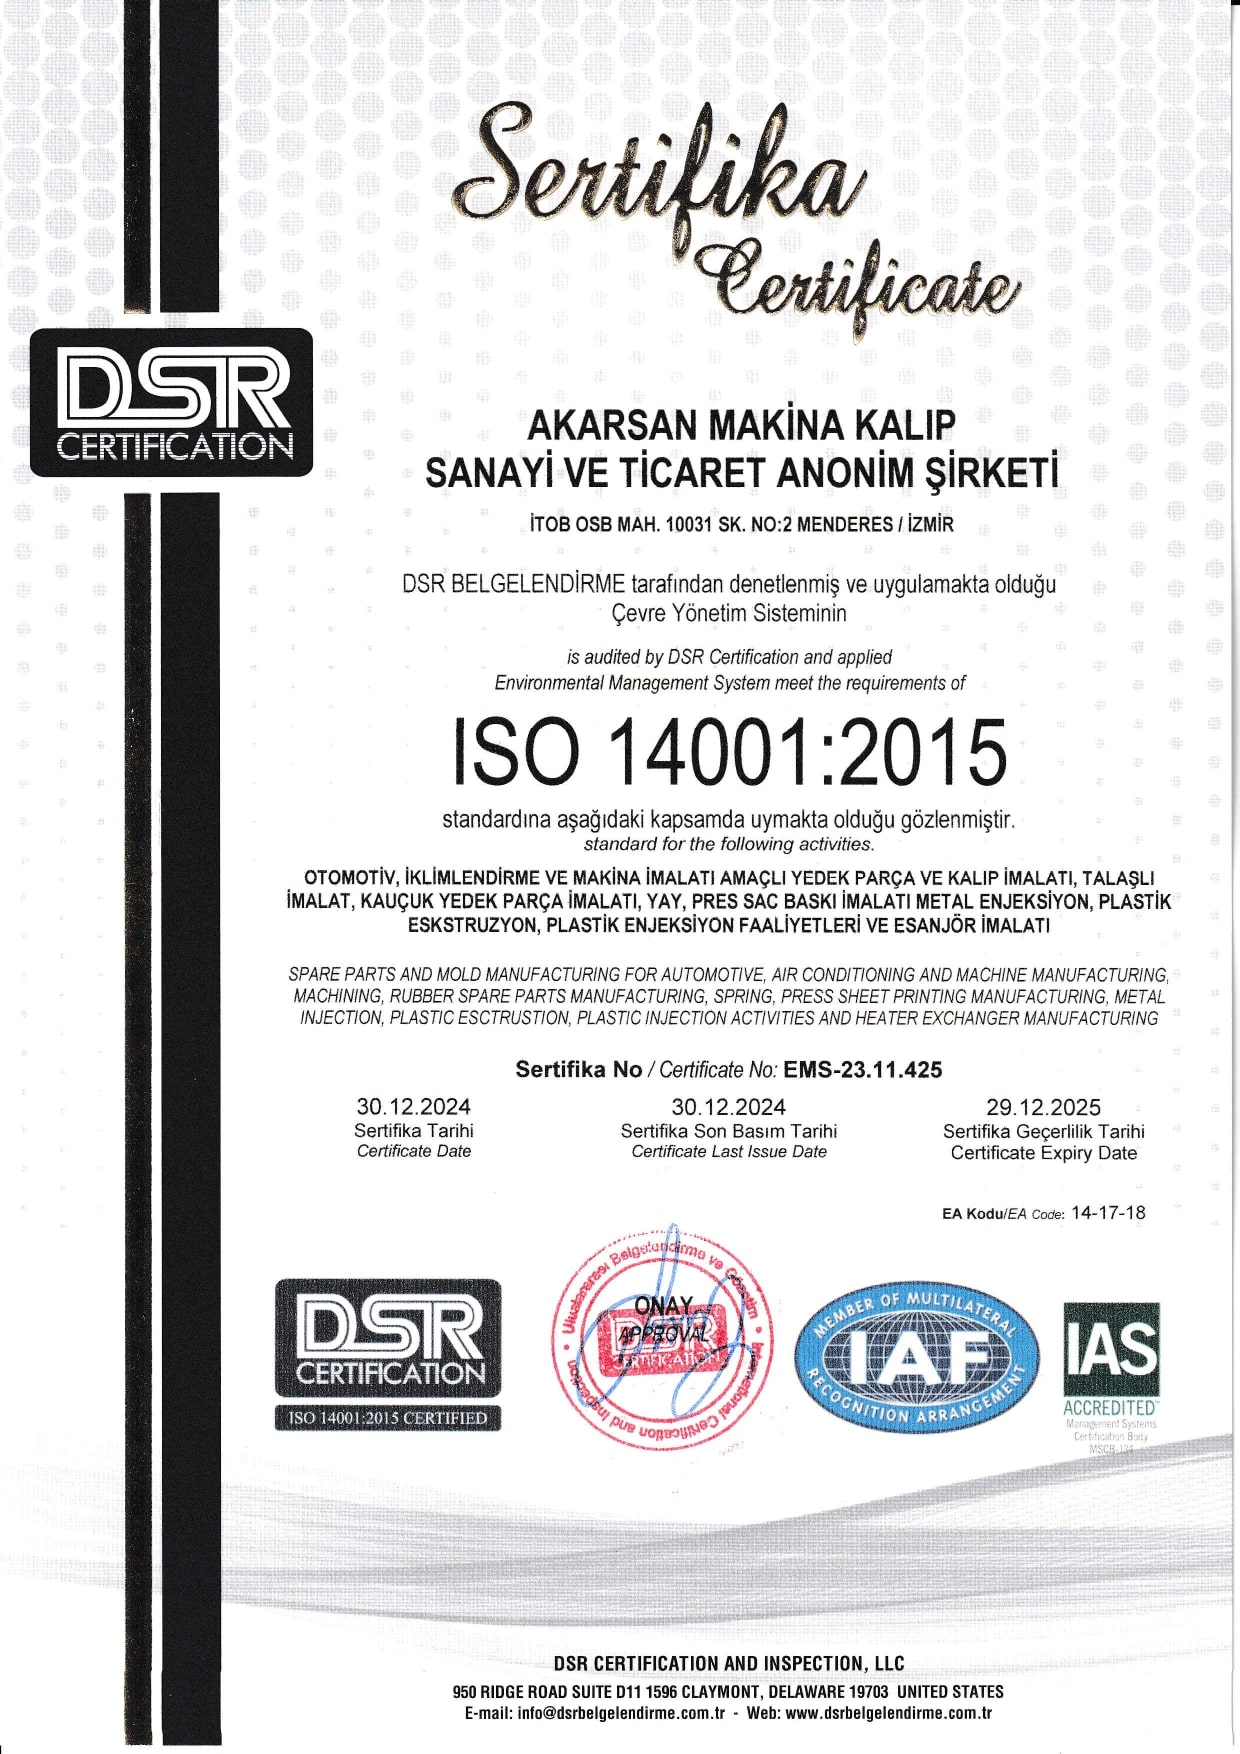 Sertifika
Certificate
DSR
CERTIFICATION
AKARSAN MAKİNA KALIP
SANAYİ VE TİCARET ANONİM ŞİRKETİ
İTOB OSB MAH. 10031 SK. NO:2 MENDERES / İZMİR
DSR BELGELENDİRME tarafından denetlenmiş ve uygulamakta olduğu
Çevre Yönetim Sisteminin
is audited by DSR Certification and applied
Environmental Management System meet the requirements of
ISO 14001:2015
standardına aşağıdaki kapsamda uymakta olduğu gözlenmiştir.
standard for the following activities.
OTOMOTİV, İKLİMLENDİRME VE MAKİNA İMALATI AMAÇLI YEDEK PARÇA VE KALIP İMALATI, TALAŞLI
İMALAT, KAUÇUK YEDEK PARÇA İMALATI, YAY, PRES SAC BASKI İMALATI METAL ENJEKSİYON, PLASTİK
ESKSTRUZYON, PLASTİK ENJEKSİYON FAALİYETLERİ VE ESANJÖR İMALATI
SPARE PARTS AND MOLD MANUFACTURING FOR AUTOMOTIVE, AIR CONDITIONING AND MACHINE MANUFACTURING,
MACHINING, RUBBER SPARE PARTS MANUFACTURING, SPRING, PRESS SHEET PRINTING MANUFACTURING, METAL
INJECTION, PLASTIC ESCTRUSTION, PLASTIC INJECTION ACTIVITIES AND HEATER EXCHANGER MANUFACTURING
Sertifika No / Certificate No: EMS-23.11.425
30.12.2024 30.12.2024 29.12.2025
Sertifika Tarihi Sertifika Son Basım Tarihi Sertifika Geçerlilik Tarihi
Certificate Date Certificate Last Issue Date Certificate Expiry Date
EA Kodu/EA Code: 14-17-18
DSR
CERTIFICATION
ISO 14001:2015 CERTIFIED
Uluslararası Belgelendirme ve Gözetim
International Certification and Inspection
ONAY
APPROVAL
DSR
CERTIFICATION
MEMBER OF MULTILATERAL
IAF
RECOGNITION ARRANGEMENT
IAS
ACCREDITED
Management Systems
Certification Body
DSR CERTIFICATION AND INSPECTION, LLC
950 RIDGE ROAD SUITE D11 1596 CLAYMONT, DELAWARE 19703 UNITED STATES
E-mail: info@dsrbelgelendirme.com.tr - Web: www.dsrbelgelendirme.com.tr